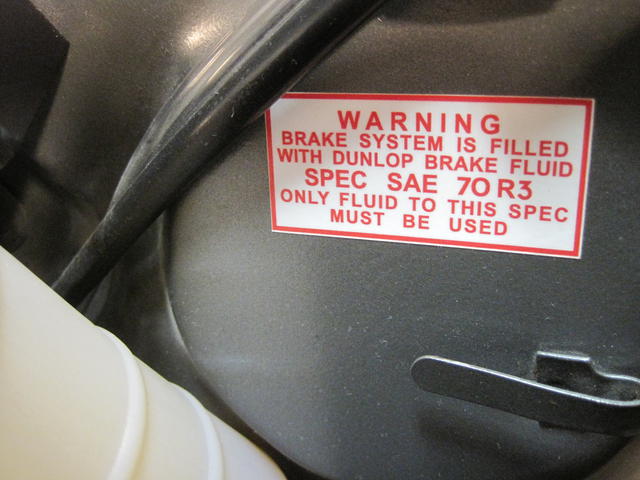 WARNING
BRAKE SYSTEM IS FILLED
WITH DUNLOP BRAKE FLUID
SPEC SAE 70 R3
ONLY FLUID TO THIS SPEC
MUST BE USED